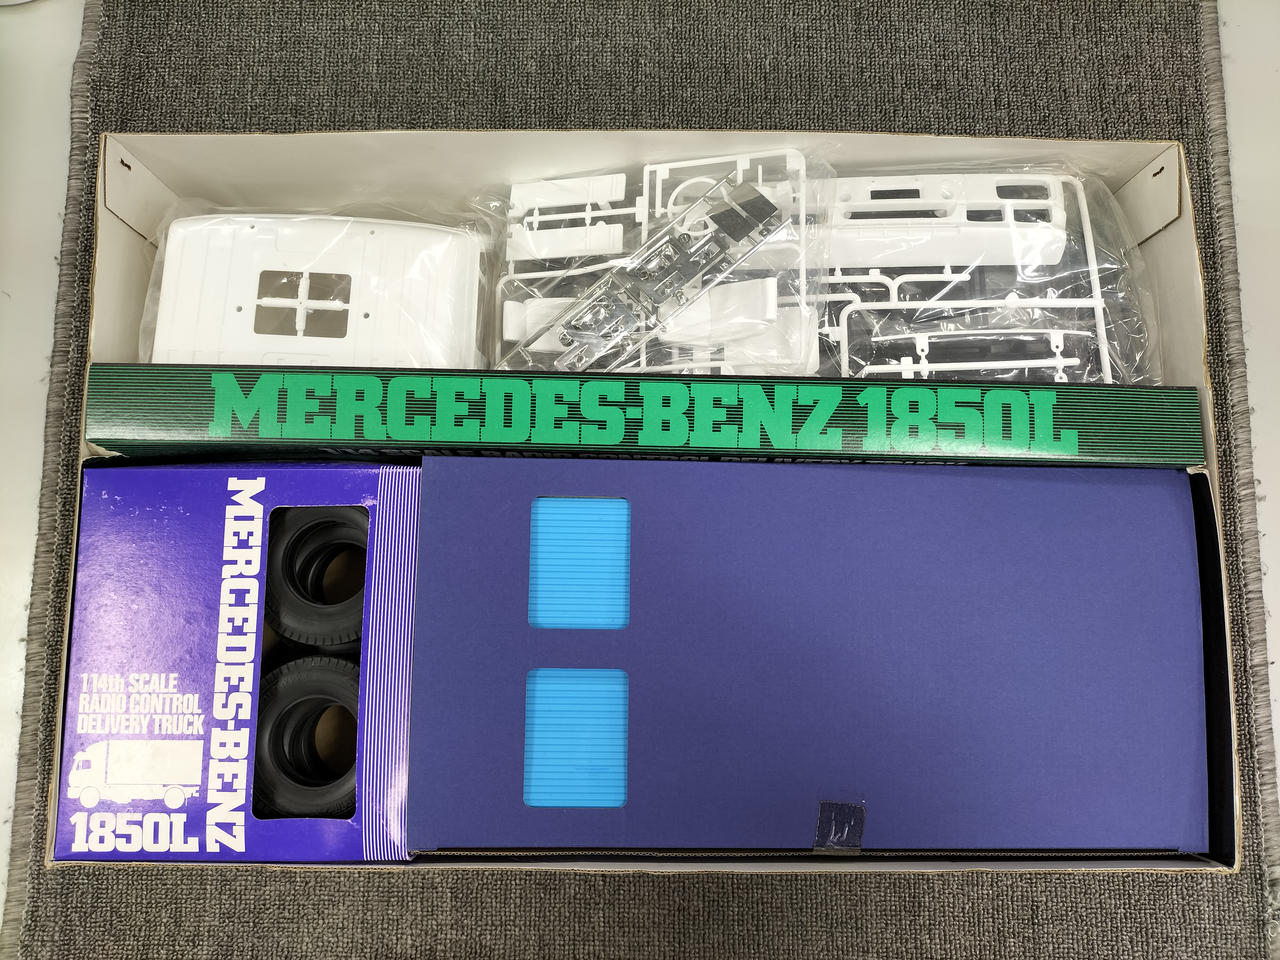 MERCEDES-BENZ 1850L
MERCEDES-BENZ
1/14th SCALE
RADIO CONTROL
DELIVERY TRUCK
1850L